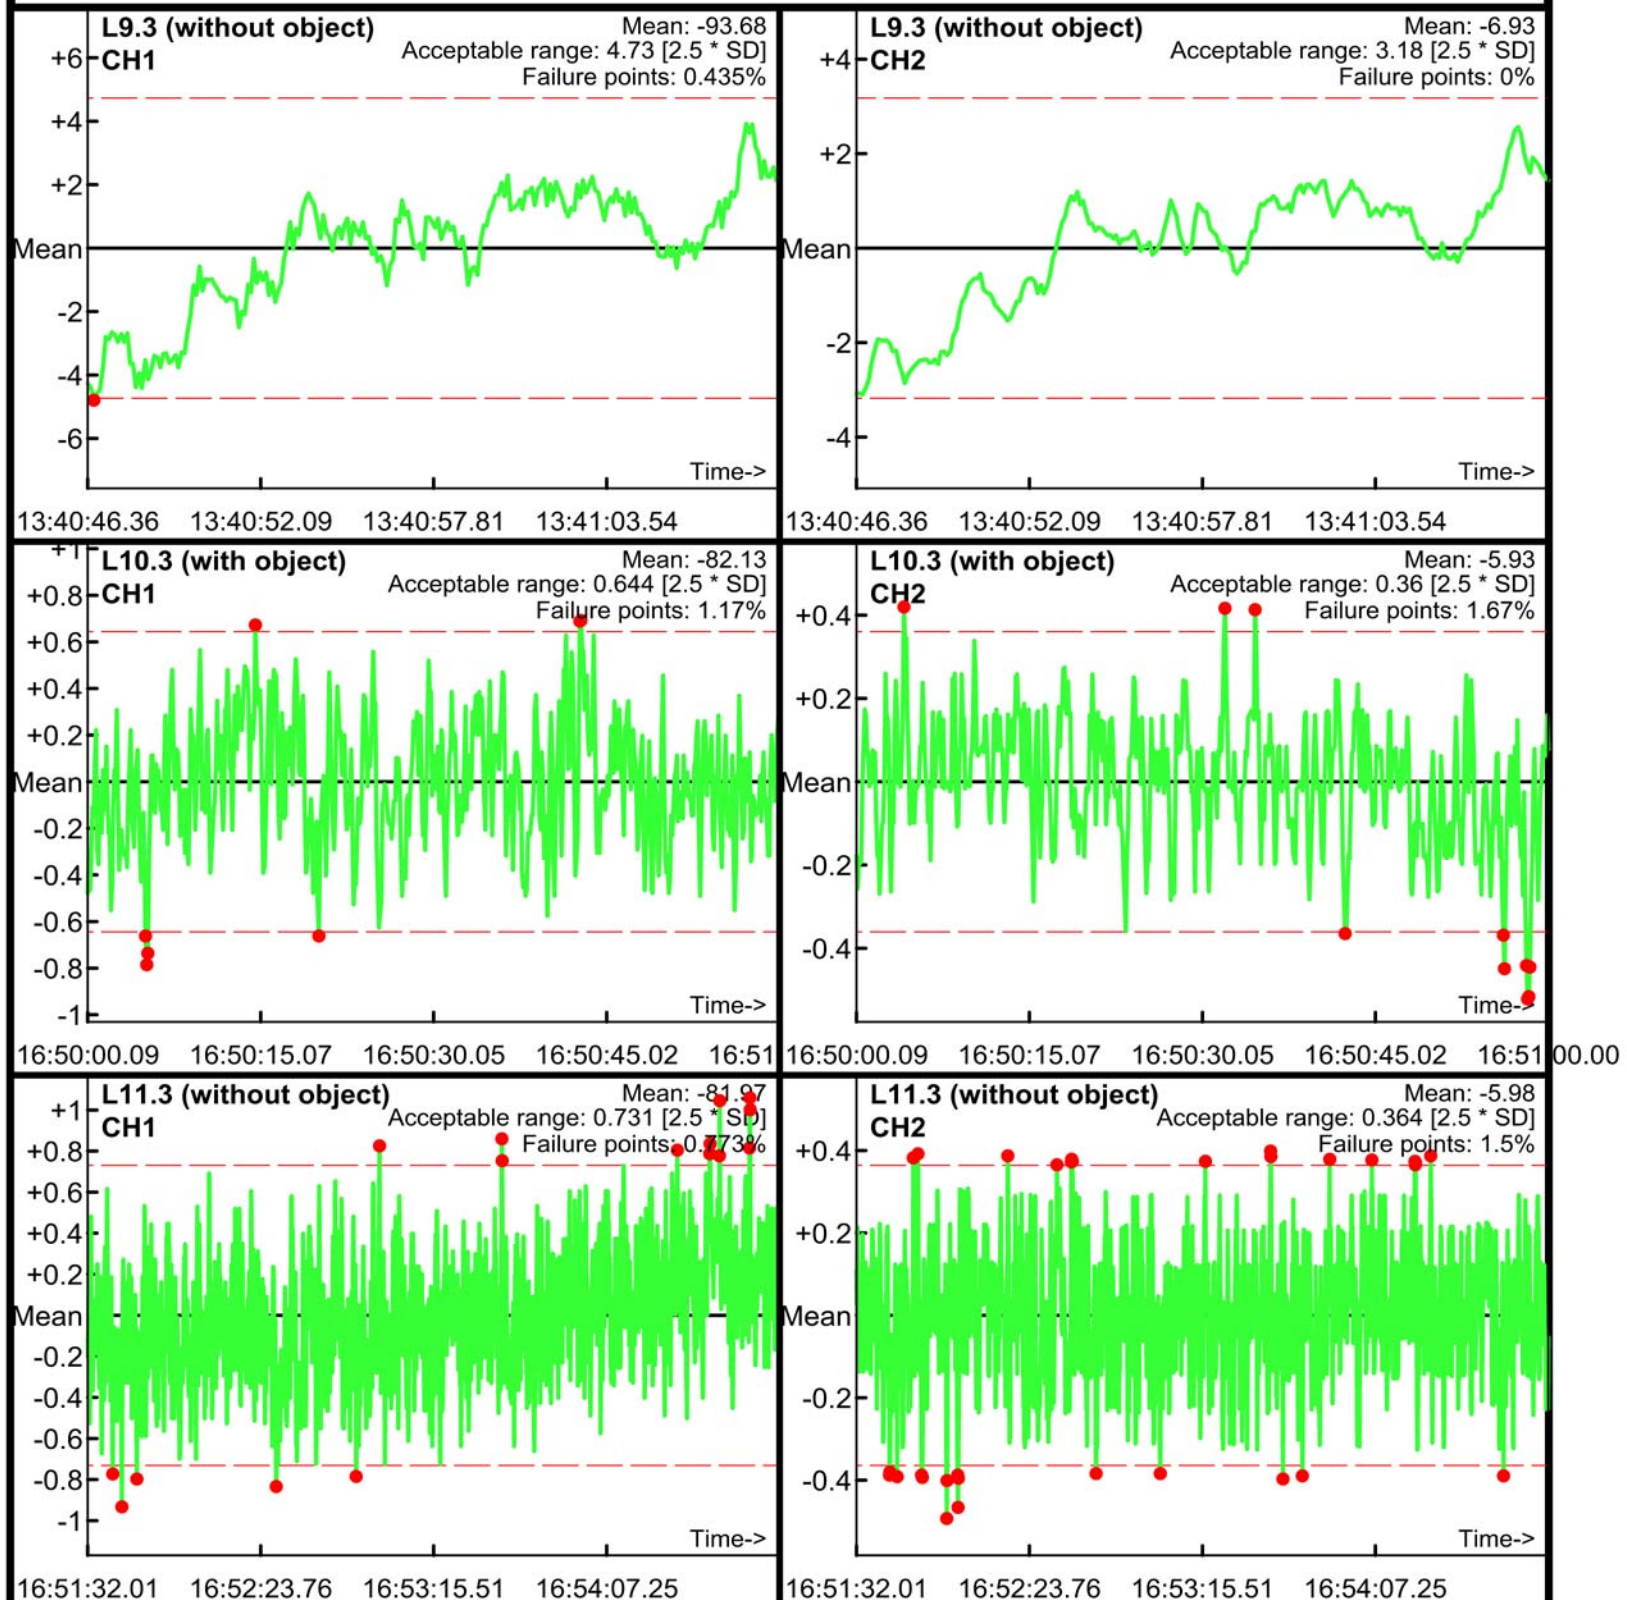 L9.3 (without object)
CH1
Mean: -93.68
Acceptable range: 4.73 [2.5 * SD]
Failure points: 0.435%
+6
+4
+2
Mean
-2
-4
-6
Time->
13:40:46.36 13:40:52.09 13:40:57.81 13:41:03.54
L9.3 (without object)
CH2
Mean: -6.93
Acceptable range: 3.18 [2.5 * SD]
Failure points: 0%
+4
+2
Mean
-2
-4
Time->
13:40:46.36 13:40:52.09 13:40:57.81 13:41:03.54
L10.3 (with object)
CH1
Mean: -82.13
Acceptable range: 0.644 [2.5 * SD]
Failure points: 1.17%
+1
+0.8
+0.6
+0.4
+0.2
Mean
-0.2
-0.4
-0.6
-0.8
-1
Time->
16:50:00.09 16:50:15.07 16:50:30.05 16:50:45.02 16:51
L10.3 (with object)
CH2
Mean: -5.93
Acceptable range: 0.36 [2.5 * SD]
Failure points: 1.67%
+0.4
+0.2
Mean
-0.2
-0.4
Time->
16:50:00.09 16:50:15.07 16:50:30.05 16:50:45.02 16:51:00.00
L11.3 (without object)
CH1
Mean: -81.97
Acceptable range: 0.731 [2.5 * SD]
Failure points: 0.773%
+1
+0.8
+0.6
+0.4
+0.2
Mean
-0.2
-0.4
-0.6
-0.8
-1
Time->
16:51:32.01 16:52:23.76 16:53:15.51 16:54:07.25
L11.3 (without object)
CH2
Mean: -5.98
Acceptable range: 0.364 [2.5 * SD]
Failure points: 1.5%
+0.4
+0.2
Mean
-0.2
-0.4
Time->
16:51:32.01 16:52:23.76 16:53:15.51 16:54:07.25